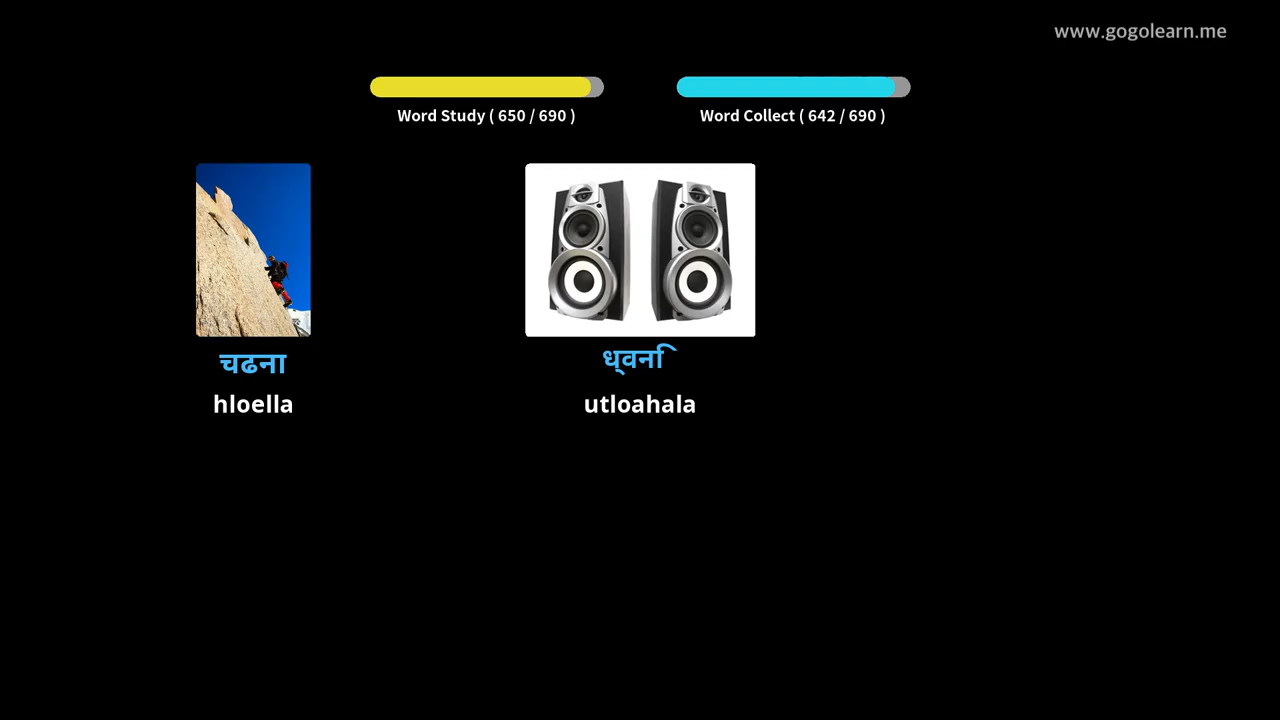 www.gogolearn.me
Word Study ( 650 / 690 )
Word Collect ( 642 / 690 )
चढना
ध्वनि
hloella
utloahala